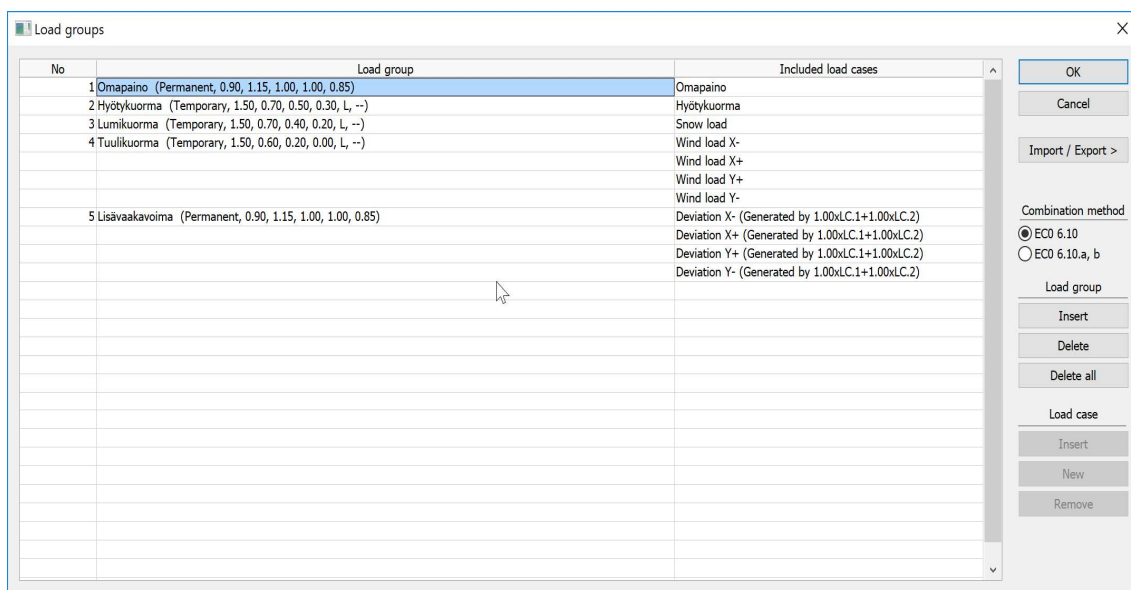 Load groups
No Load group Included load cases
1 Omapaino (Permanent, 0.90, 1.15, 1.00, 1.00, 0.85) Omapaino
2 Hyötykuorma (Temporary, 1.50, 0.70, 0.50, 0.30, L, --) Hyötykuorma
3 Lumikuorma (Temporary, 1.50, 0.70, 0.40, 0.20, L, --) Snow load
4 Tuulikuorma (Temporary, 1.50, 0.60, 0.20, 0.00, L, --) Wind load X-
Wind load X+
Wind load Y+
Wind load Y-
5 Lisävaakavoima (Permanent, 0.90, 1.15, 1.00, 1.00, 0.85) Deviation X- (Generated by 1.00xLC.1+1.00xLC.2)
Deviation X+ (Generated by 1.00xLC.1+1.00xLC.2)
Deviation Y+ (Generated by 1.00xLC.1+1.00xLC.2)
Deviation Y- (Generated by 1.00xLC.1+1.00xLC.2)
OK
Cancel
Import / Export >
Combination method
EC0 6.10
EC0 6.10.a, b
Load group
Insert
Delete
Delete all
Load case
Insert
New
Remove